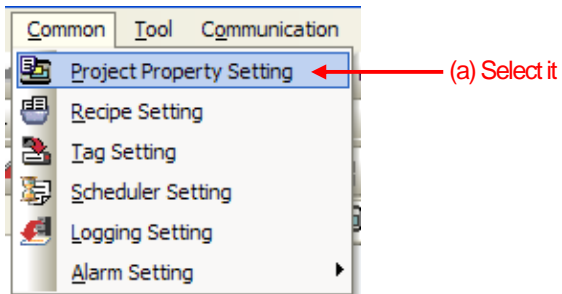 Common Tool Communication
Project Property Setting
(a) Select it
Recipe Setting
Tag Setting
Scheduler Setting
Logging Setting
Alarm Setting